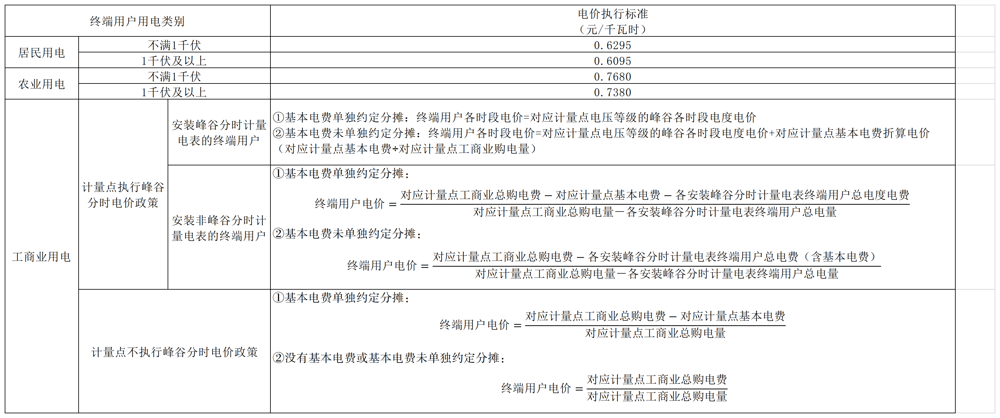 终端用户用电类别
电价执行标准
（元/千瓦时）
居民用电
不满1千伏
0.6295
1千伏及以上
0.6095
农业用电
不满1千伏
0.7680
1千伏及以上
0.7380
工商业用电
计量点执行峰谷
分时电价政策
安装峰谷分时计量
电表的终端用户
①基本电费单独约定分摊：终端用户各时段电价=对应计量点电压等级的峰谷各时段电度电价
②基本电费未单独约定分摊：终端用户各时段电价=对应计量点电压等级的峰谷各时段电度电价+对应计量点基本电费折算电价
（对应计量点基本电费÷对应计量点工商业购电量）
安装非峰谷分时计
量电表的终端用户
①基本电费单独约定分摊：
终端用户电价 =
对应计量点工商业总购电费 − 对应计量点基本电费 − 各安装峰谷分时计量电表终端用户总电度电费
对应计量点工商业总购电量－各安装峰谷分时计量电表终端用户总电量
②基本电费未单独约定分摊：
终端用户电价 =
对应计量点工商业总购电费 − 各安装峰谷分时计量电表终端用户总电费（含基本电费）
对应计量点工商业总购电量－各安装峰谷分时计量电表终端用户总电量
计量点不执行峰谷分时电价政策
①基本电费单独约定分摊：
终端用户电价 =
对应计量点工商业总购电费 − 对应计量点基本电费
对应计量点工商业总购电量
②没有基本电费或基本电费未单独约定分摊：
终端用户电价 =
对应计量点工商业总购电费
对应计量点工商业总购电量